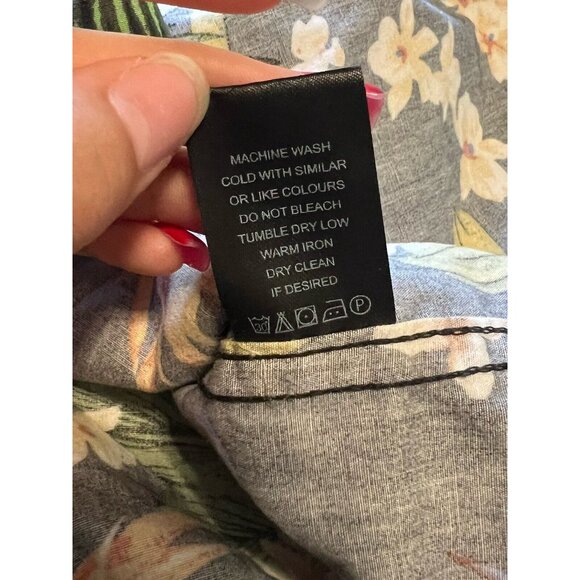 MACHINE WASH
COLD WITH SIMILAR
OR LIKE COLOURS
DO NOT BLEACH
TUMBLE DRY LOW
WARM IRON
DRY CLEAN
IF DESIRED
30 P